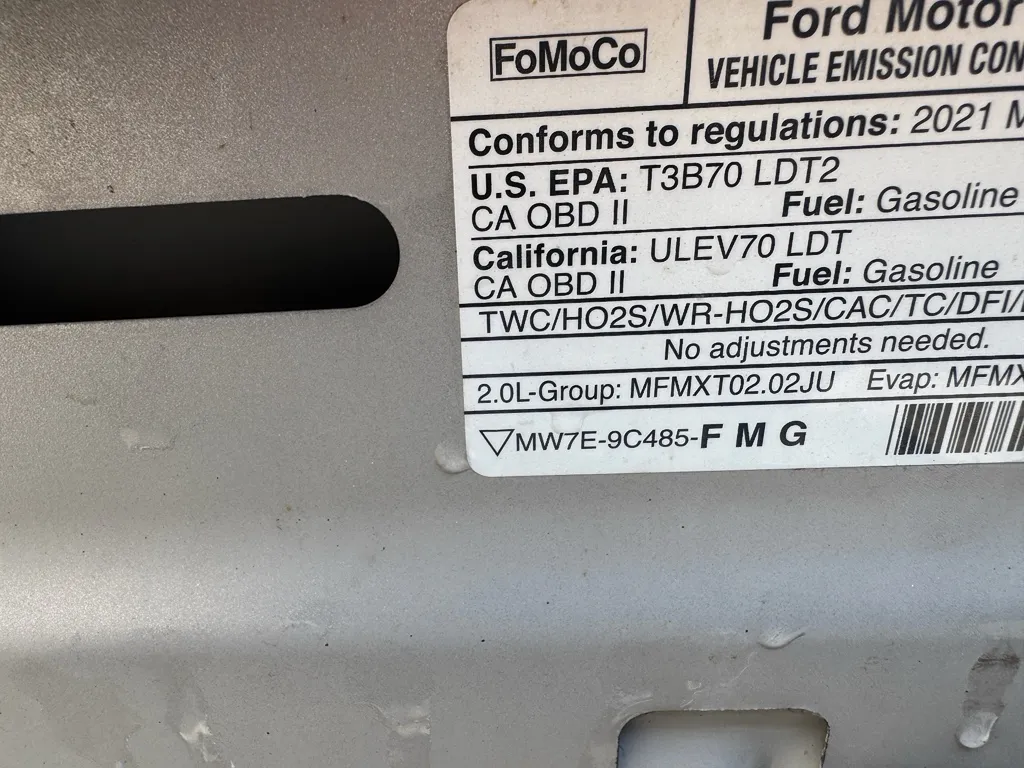 FoMoCo
Ford Motor
VEHICLE EMISSION CON
Conforms to regulations: 2021 M
U.S. EPA: T3B70 LDT2
CA OBD II Fuel: Gasoline
California: ULEV70 LDT
CA OBD II Fuel: Gasoline
TWC/HO2S/WR-HO2S/CAC/TC/DFI/
No adjustments needed.
2.0L-Group: MFMXT02.02JU Evap: MFMX
MW7E-9C485-F M G